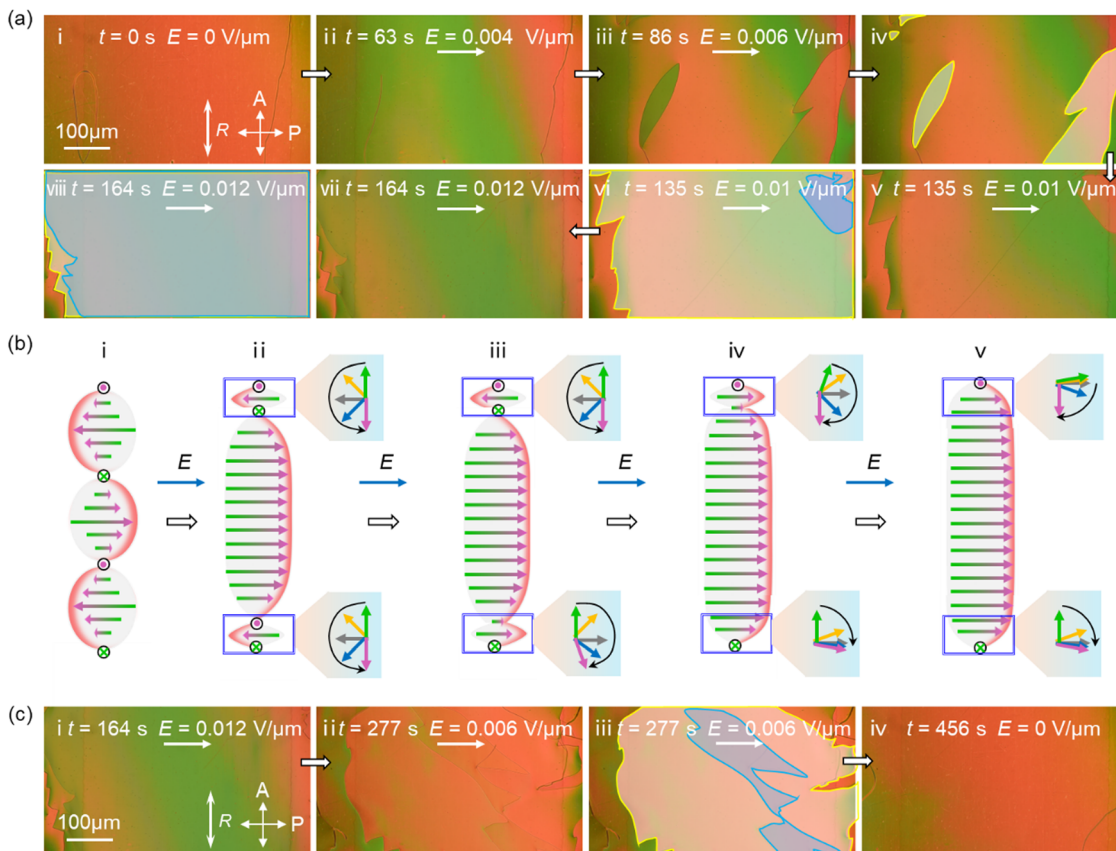 (a)
i t = 0 s E = 0 V/μm
A
R
P
100μm
ii t = 63 s E = 0.004 V/μm
iii t = 86 s E = 0.006 V/μm
iv
viii t = 164 s E = 0.012 V/μm
vii t = 164 s E = 0.012 V/μm
vi t = 135 s E = 0.01 V/μm
v t = 135 s E = 0.01 V/μm
(b)
i
ii
iii
iv
v
E
E
E
E
(c)
i t = 164 s E = 0.012 V/μm
A
R
P
100μm
ii t = 277 s E = 0.006 V/μm
iii t = 277 s E = 0.006 V/μm
iv t = 456 s E = 0 V/μm